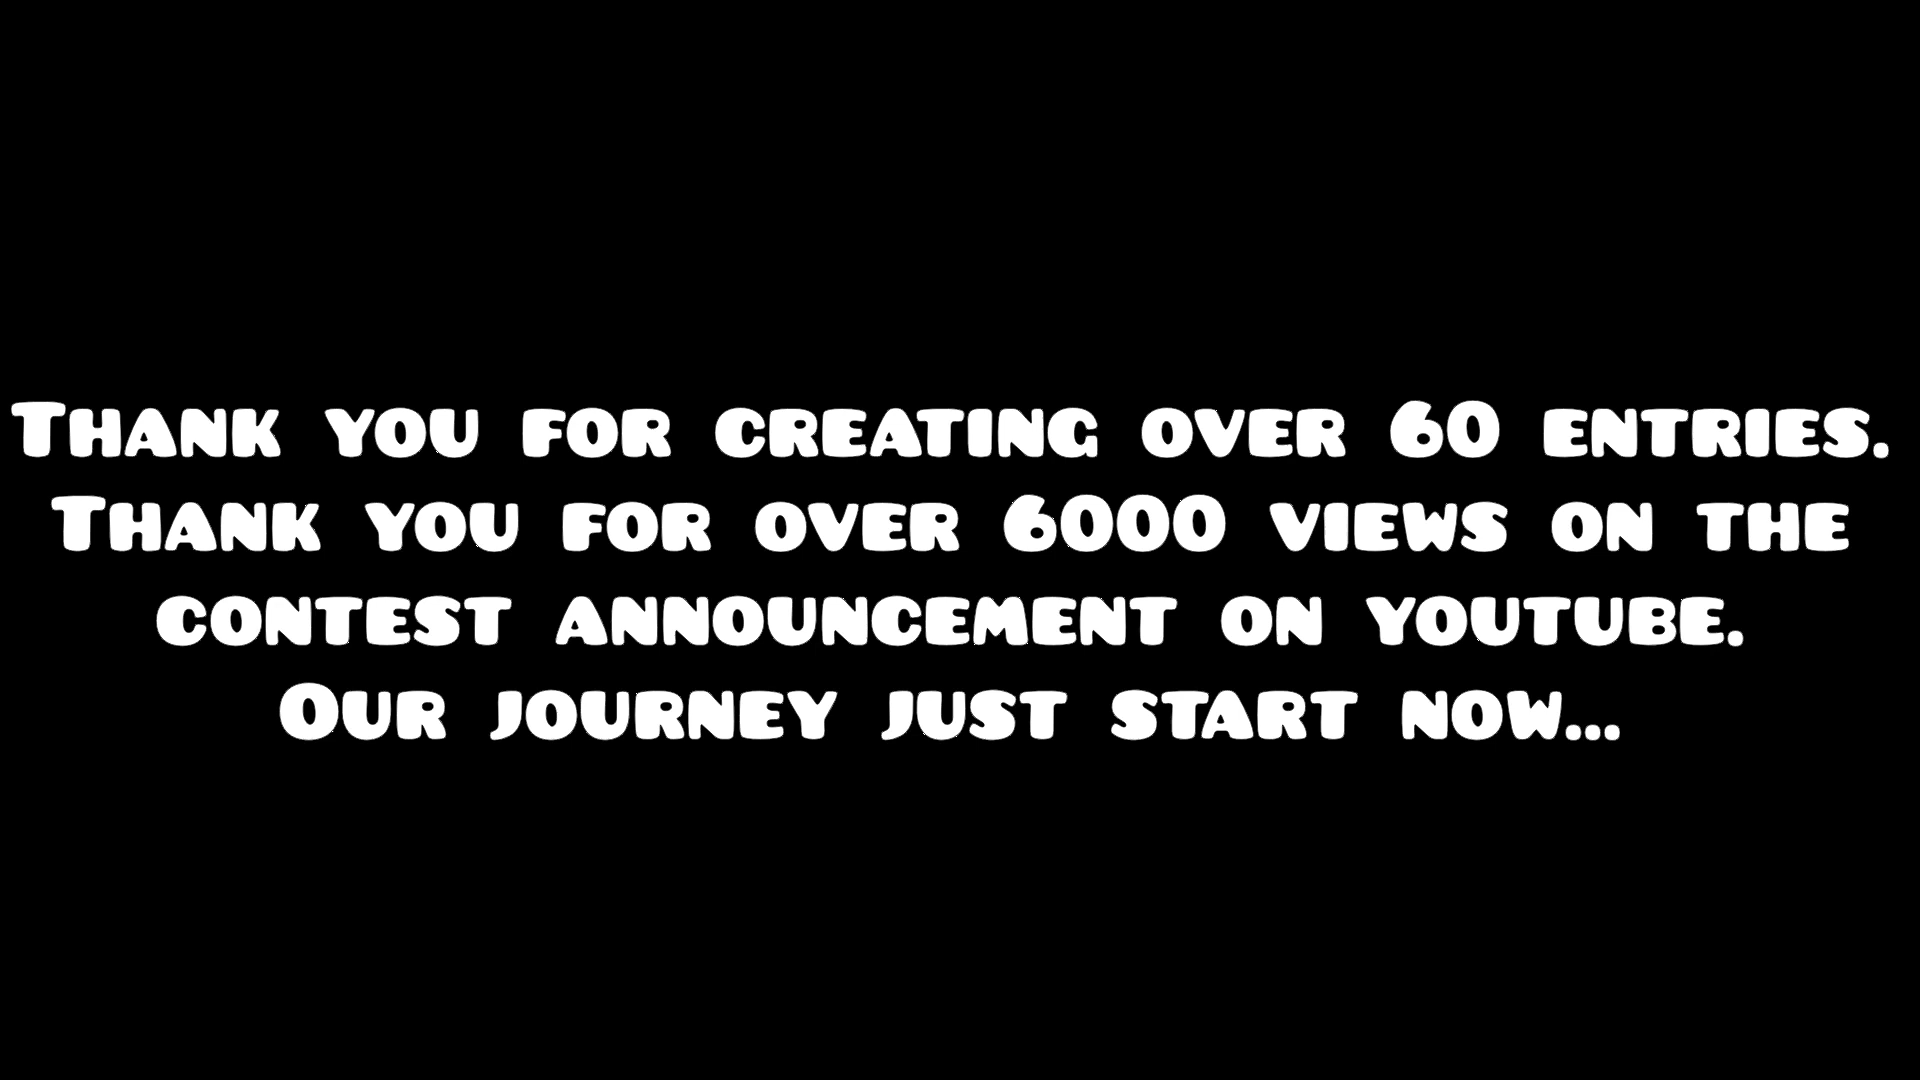 Thank you for creating over 60 entries.
Thank you for over 6000 views on the
contest announcement on youtube.
Our journey just start now...